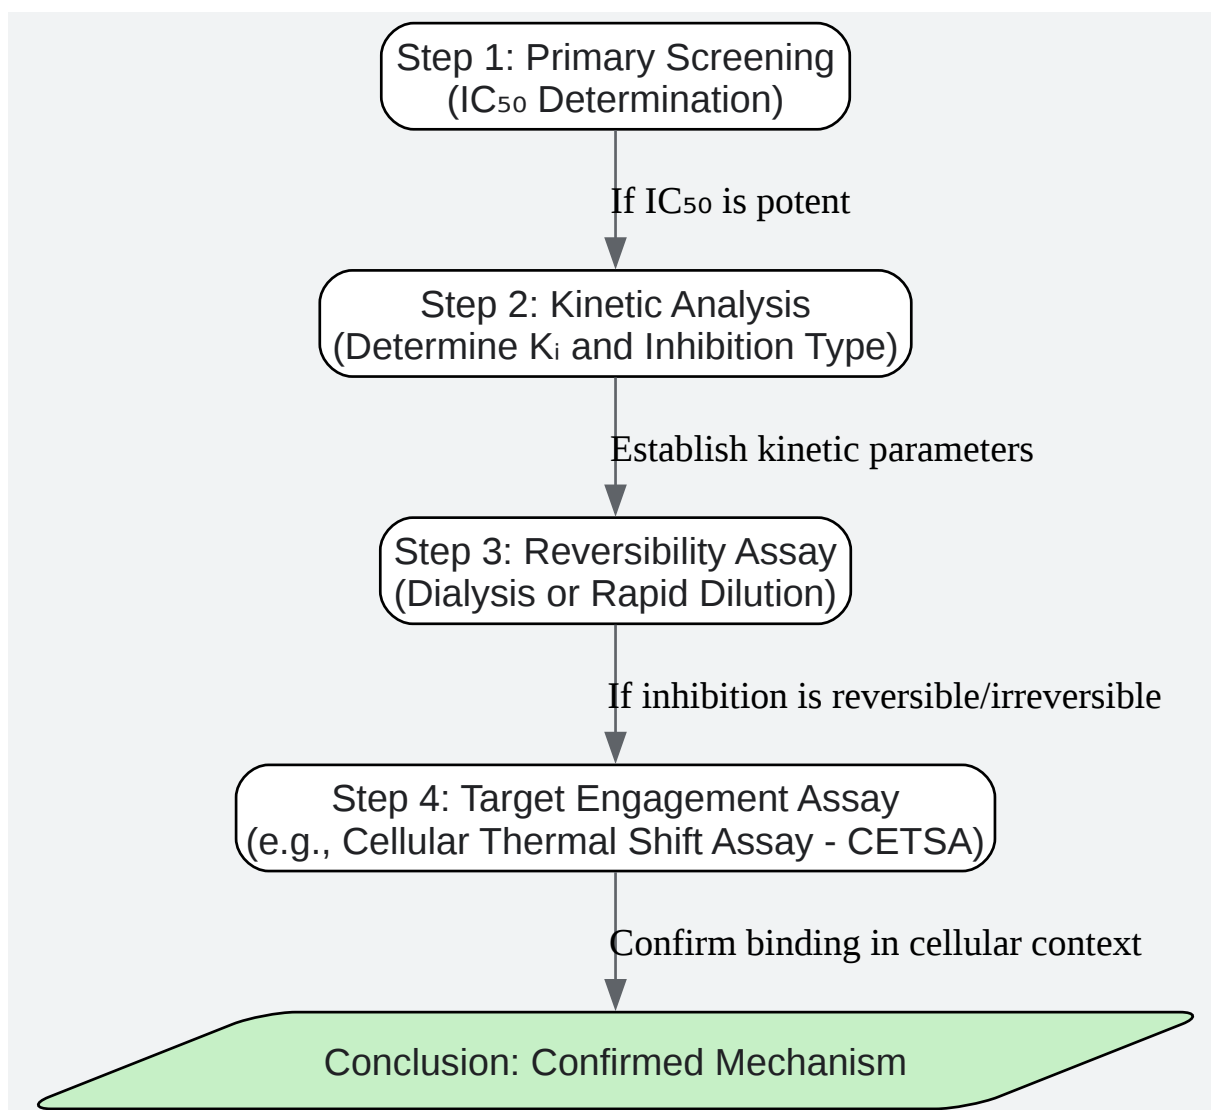 Step 1: Primary Screening
(IC₅₀ Determination)
If IC₅₀ is potent
Step 2: Kinetic Analysis
(Determine Kᵢ and Inhibition Type)
Establish kinetic parameters
Step 3: Reversibility Assay
(Dialysis or Rapid Dilution)
If inhibition is reversible/irreversible
Step 4: Target Engagement Assay
(e.g., Cellular Thermal Shift Assay - CETSA)
Confirm binding in cellular context
Conclusion: Confirmed Mechanism